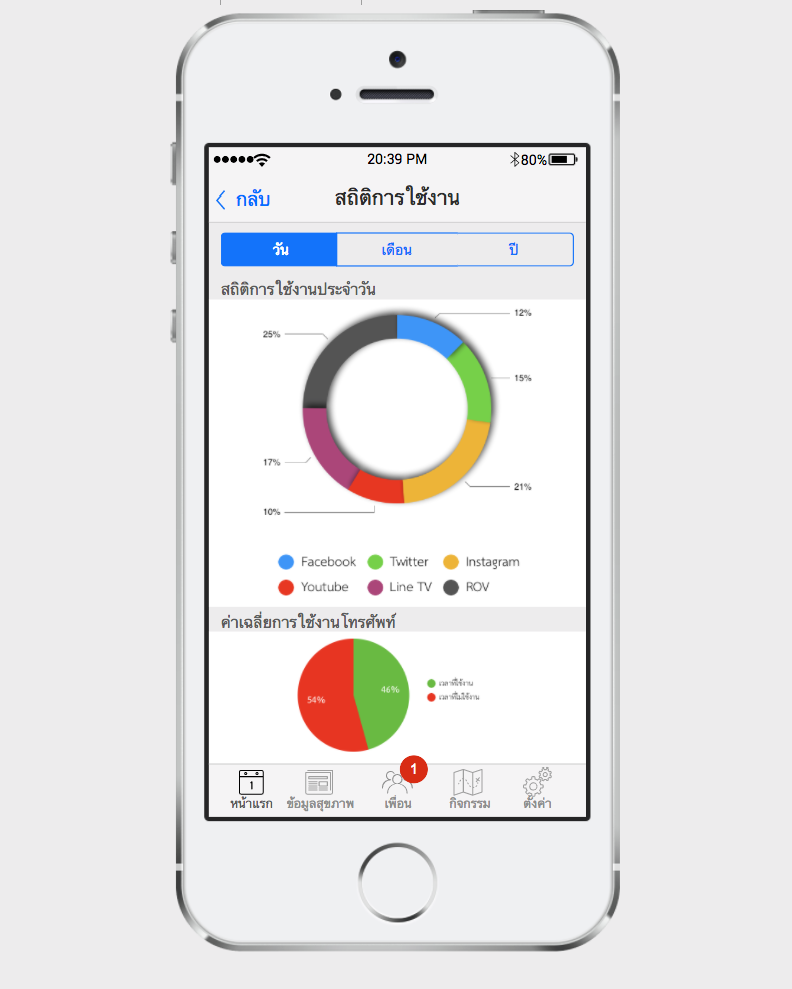 20:39 PM 80%
กลับ สถิติการใช้งาน
วัน เดือน ปี
สถิติการใช้งานประจำวัน
12%
25%
15%
17%
21%
10%
Facebook Twitter Instagram
Youtube Line TV ROV
ค่าเฉลี่ยการใช้งานโทรศัพท์
46%
54%
เวลาที่ใช้งาน
เวลาที่ไม่ใช้งาน
1
1
หน้าแรก ข้อมูลสุขภาพ เพื่อน กิจกรรม ตั้งค่า